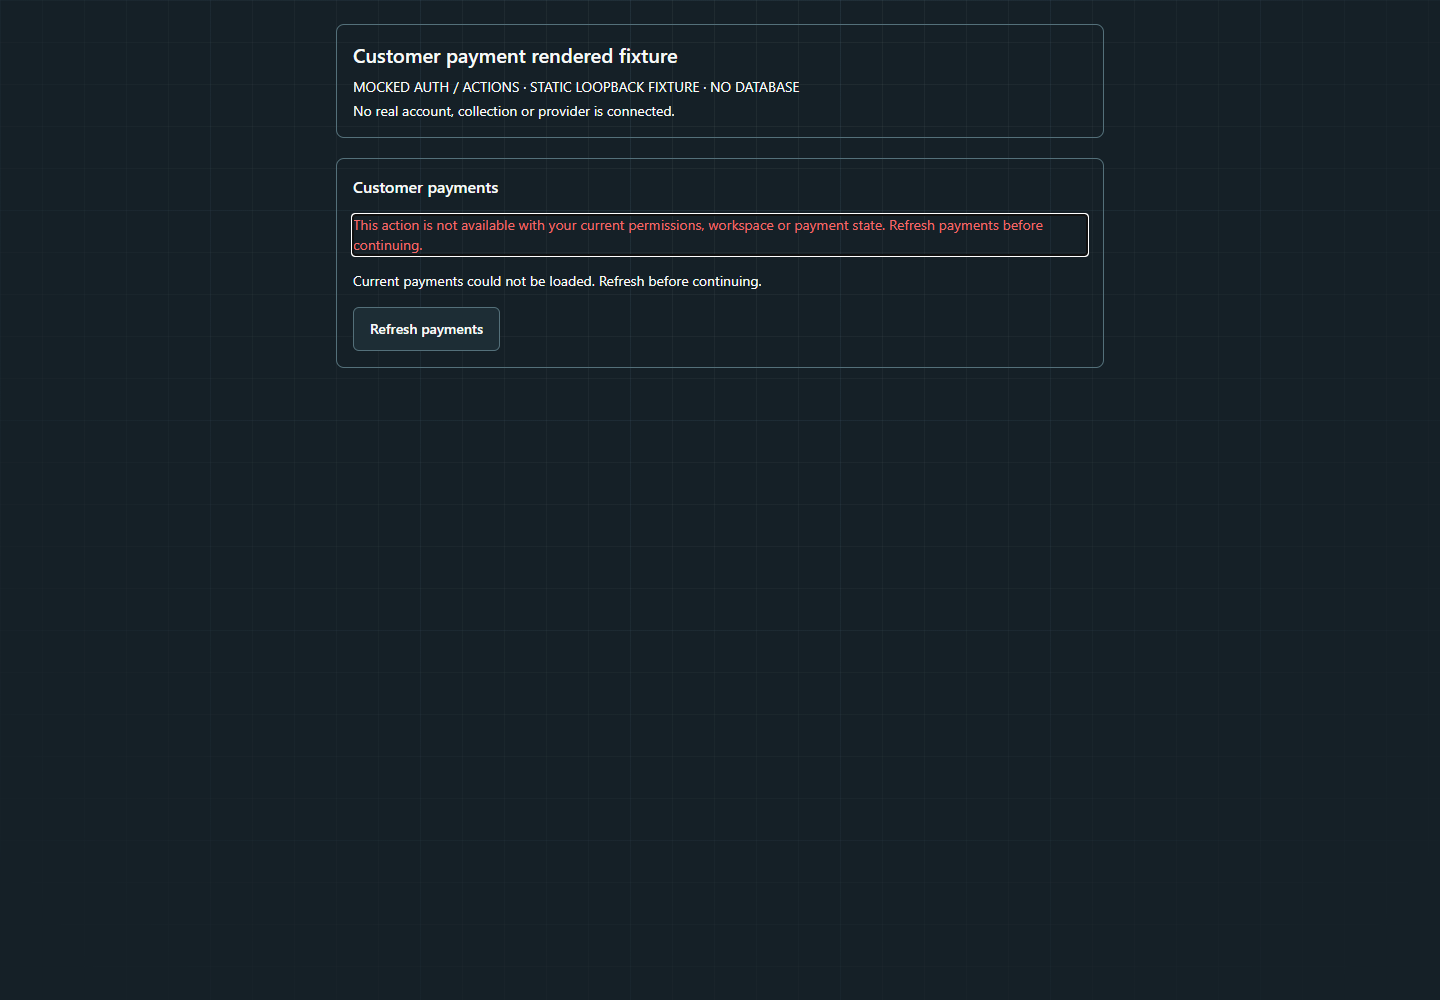 Customer payment rendered fixture
MOCKED AUTH / ACTIONS · STATIC LOOPBACK FIXTURE · NO DATABASE
No real account, collection or provider is connected.
Customer payments
This action is not available with your current permissions, workspace or payment state. Refresh payments before
continuing.
Current payments could not be loaded. Refresh before continuing.
Refresh payments